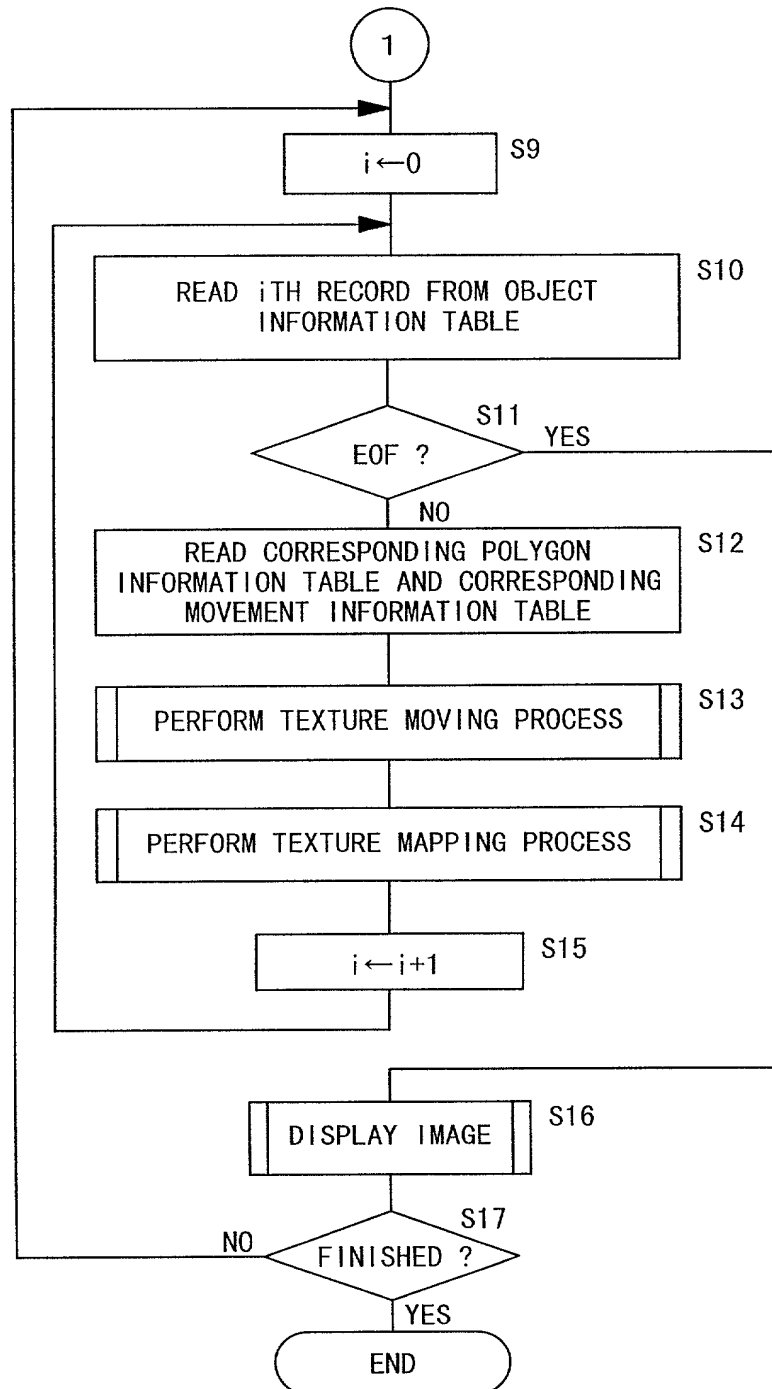 1
i←0
S9
READ iTH RECORD FROM OBJECT
INFORMATION TABLE
S10
S11
EOF ?
YES
NO
READ CORRESPONDING POLYGON
INFORMATION TABLE AND CORRESPONDING
MOVEMENT INFORMATION TABLE
S12
PERFORM TEXTURE MOVING PROCESS
S13
PERFORM TEXTURE MAPPING PROCESS
S14
i←i+1
S15
DISPLAY IMAGE
S16
S17
NO
FINISHED ?
YES
END